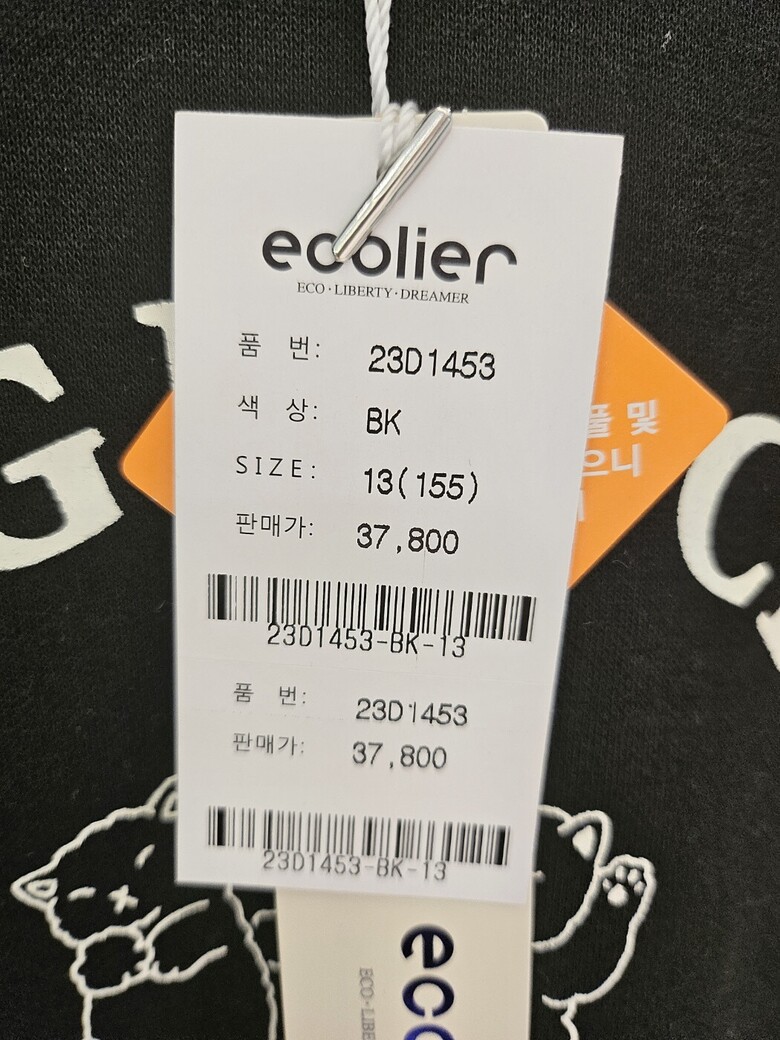 ecolier
ECO·LIBERTY·DREAMER
품 번: 23D1453
색 상: BK
SIZE: 13(155)
판매가: 37,800
23D1453-BK-13
품 번: 23D1453
판매가: 37,800
23D1453-BK-13
및
G